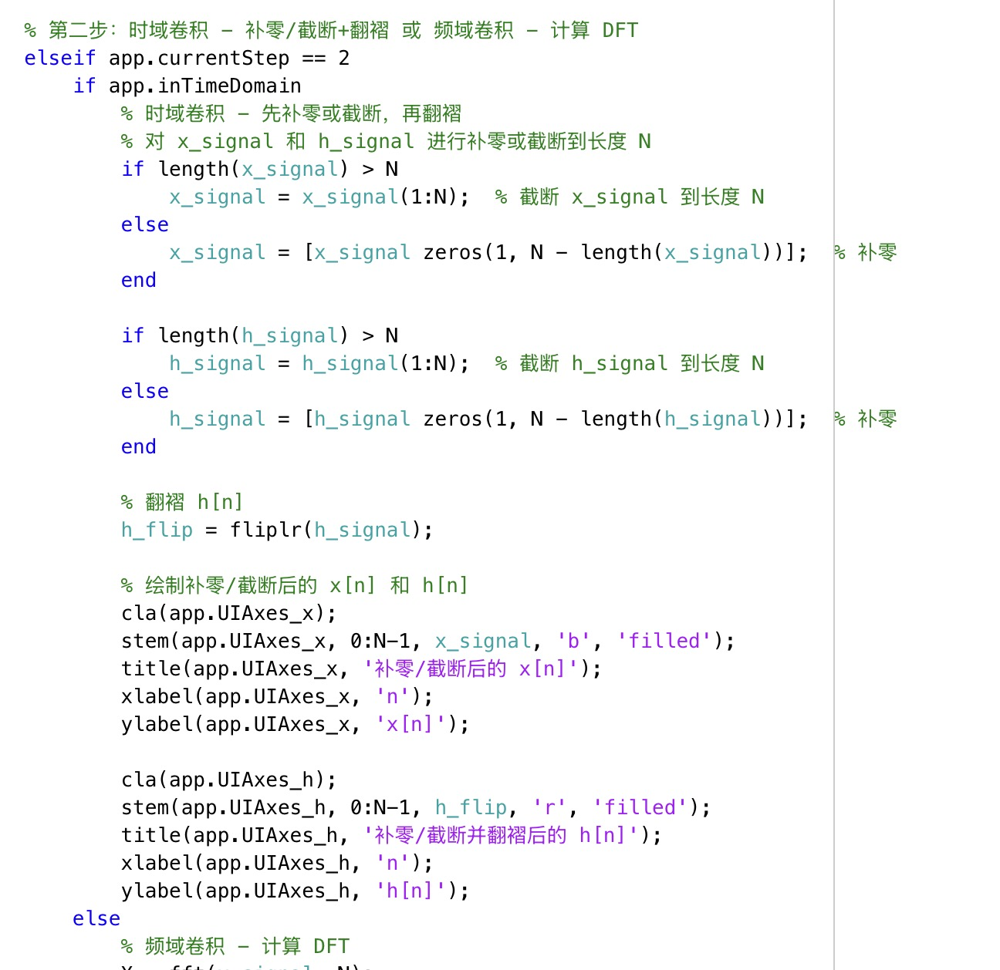 % 第二步: 时域卷积 - 补零/截断+翻褶 或 频域卷积 - 计算 DFT
elseif app.currentStep == 2
if app.inTimeDomain
% 时域卷积 - 先补零或截断, 再翻褶
% 对 x_signal 和 h_signal 进行补零或截断到长度 N
if length(x_signal) > N
x_signal = x_signal(1:N);  % 截断 x_signal 到长度 N
else
x_signal = [x_signal zeros(1, N - length(x_signal))];  % 补零
end
if length(h_signal) > N
h_signal = h_signal(1:N);  % 截断 h_signal 到长度 N
else
h_signal = [h_signal zeros(1, N - length(h_signal))];  % 补零
end
% 翻褶 h[n]
h_flip = fliplr(h_signal);
% 绘制补零/截断后的 x[n] 和 h[n]
cla(app.UIAxes_x);
stem(app.UIAxes_x, 0:N-1, x_signal, 'b', 'filled');
title(app.UIAxes_x, '补零/截断后的 x[n]');
xlabel(app.UIAxes_x, 'n');
ylabel(app.UIAxes_x, 'x[n]');
cla(app.UIAxes_h);
stem(app.UIAxes_h, 0:N-1, h_flip, 'r', 'filled');
title(app.UIAxes_h, '补零/截断并翻褶后的 h[n]');
xlabel(app.UIAxes_h, 'n');
ylabel(app.UIAxes_h, 'h[n]');
else
% 频域卷积 - 计算 DFT